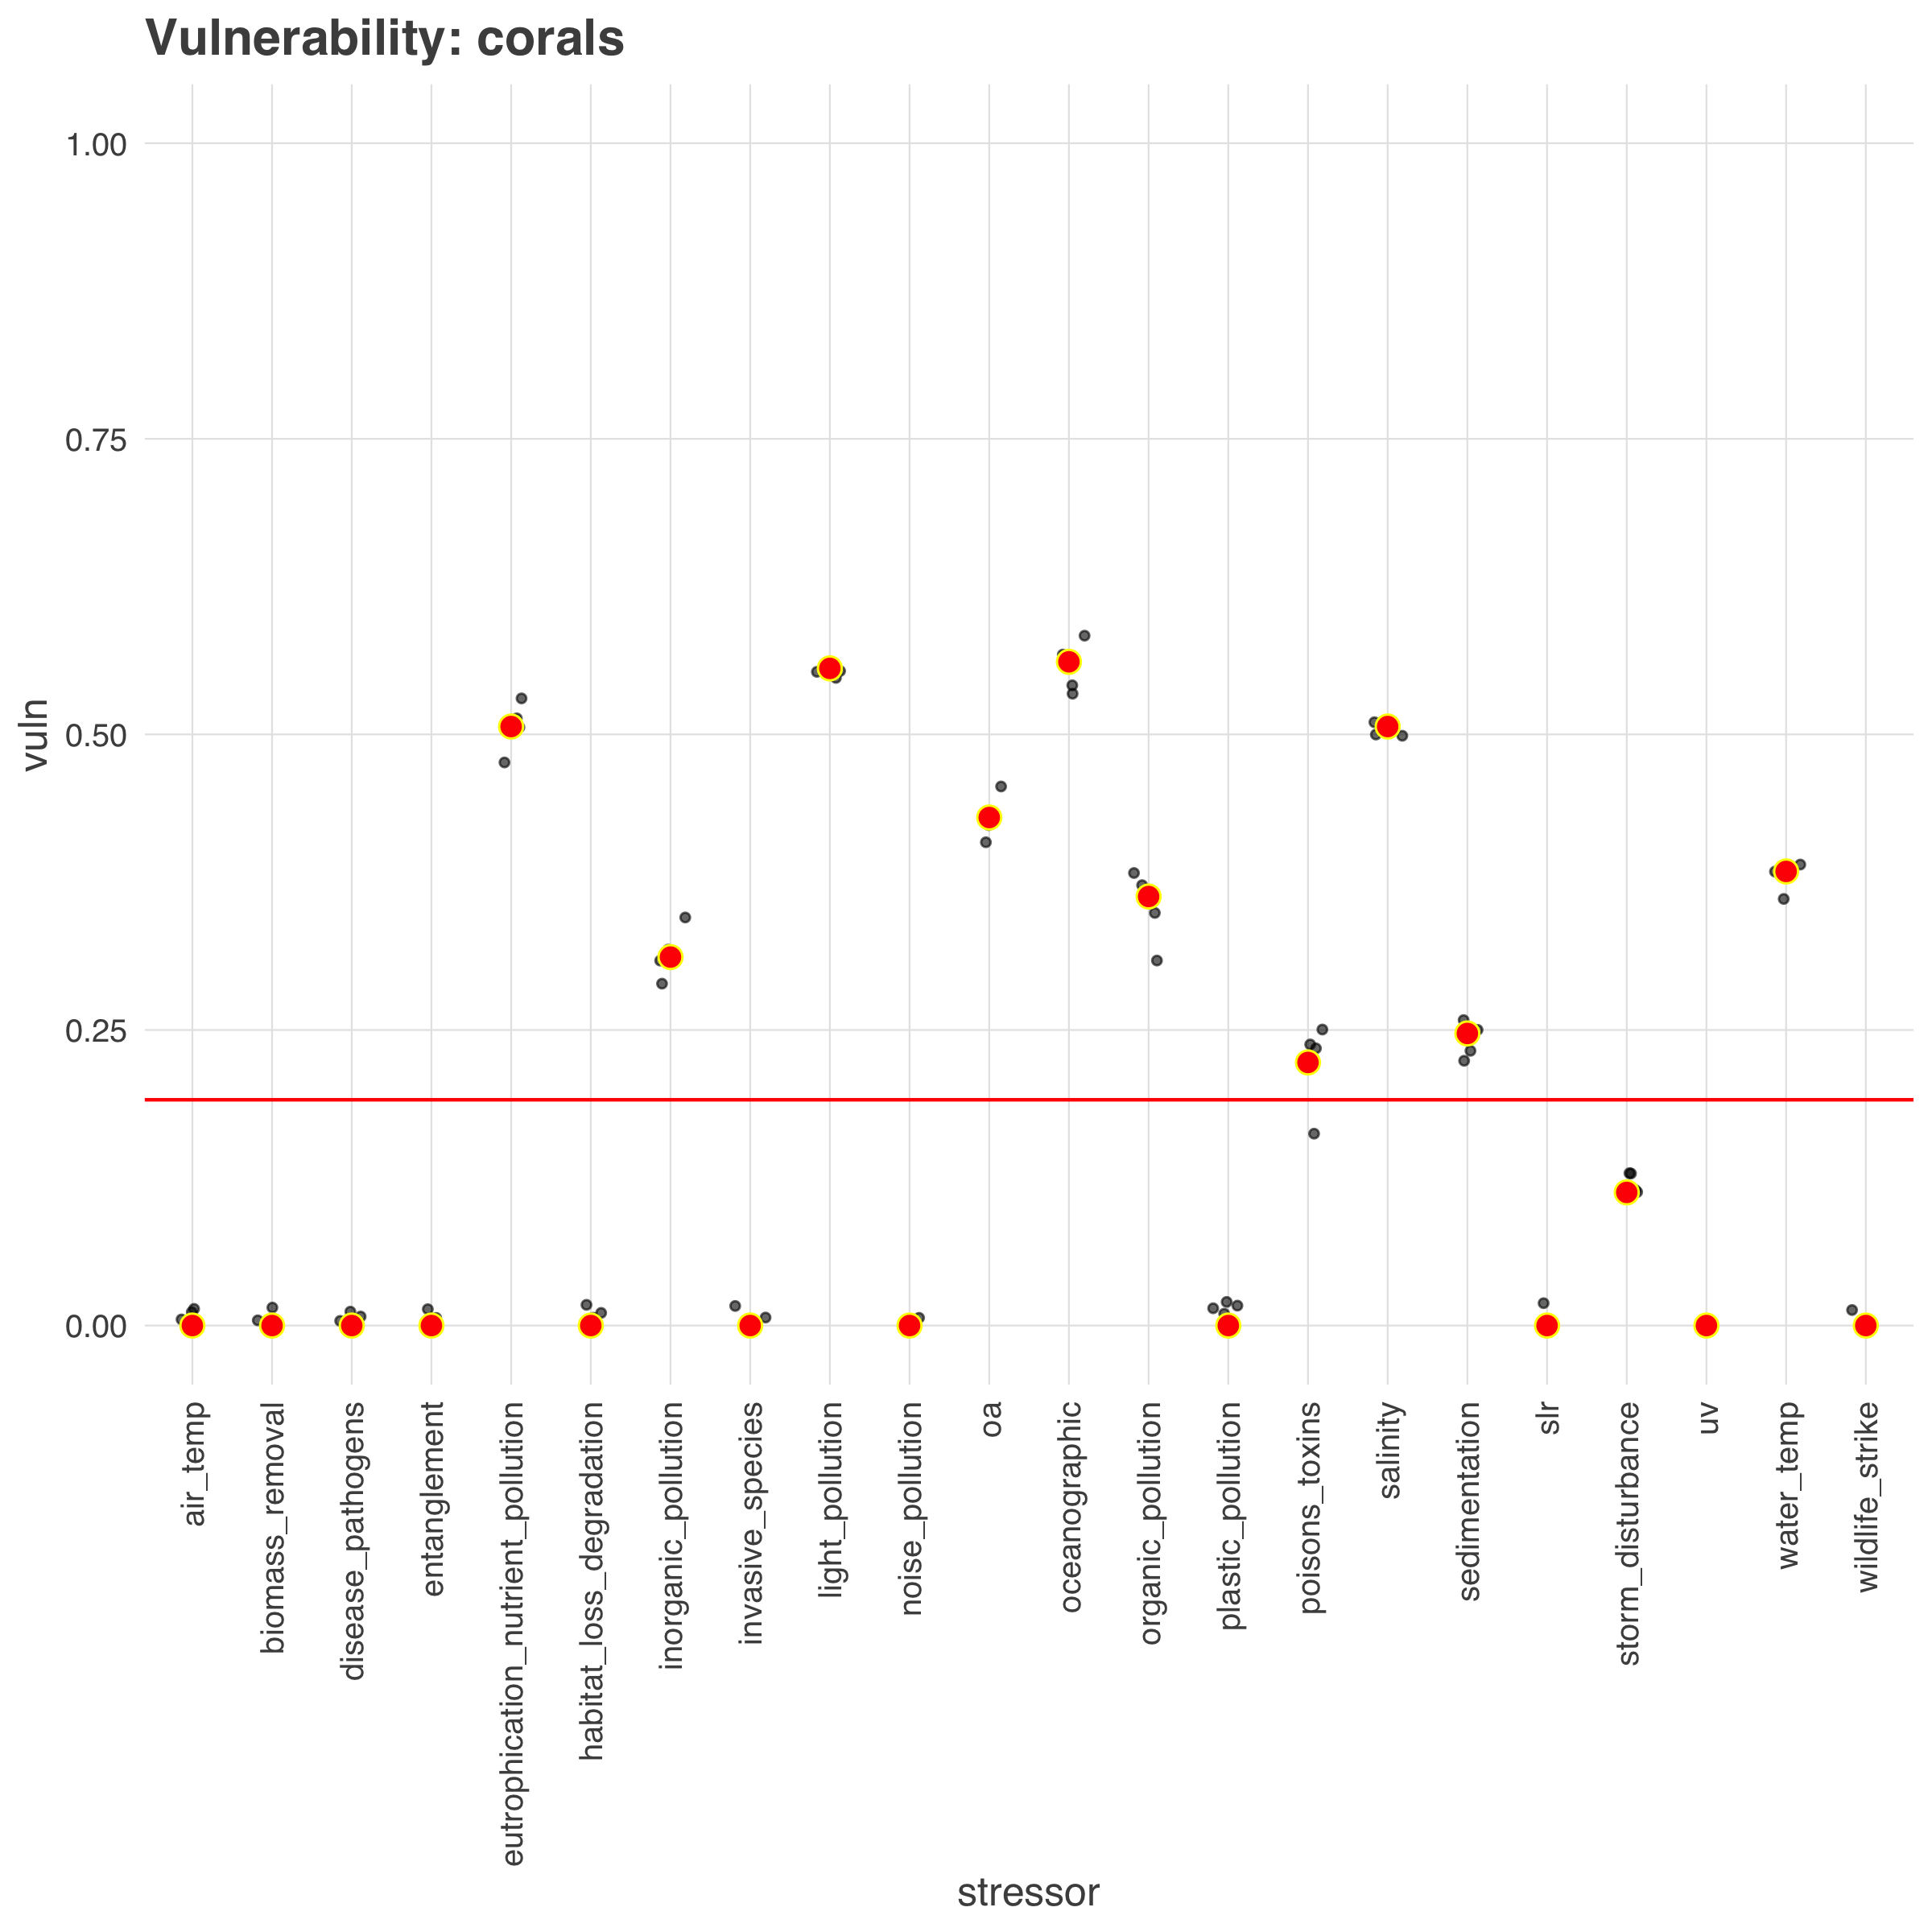 Vulnerability: corals
1.00
0.75
0.50
0.25
0.00
vuln
air_temp
biomass_removal
disease_pathogens
entanglement
eutrophication_nutrient_pollution
habitat_loss_degradation
inorganic_pollution
invasive_species
light_pollution
noise_pollution
oa
oceanographic
organic_pollution
plastic_pollution
poisons_toxins
salinity
sedimentation
slr
storm_disturbance
uv
water_temp
wildlife_strike
stressor